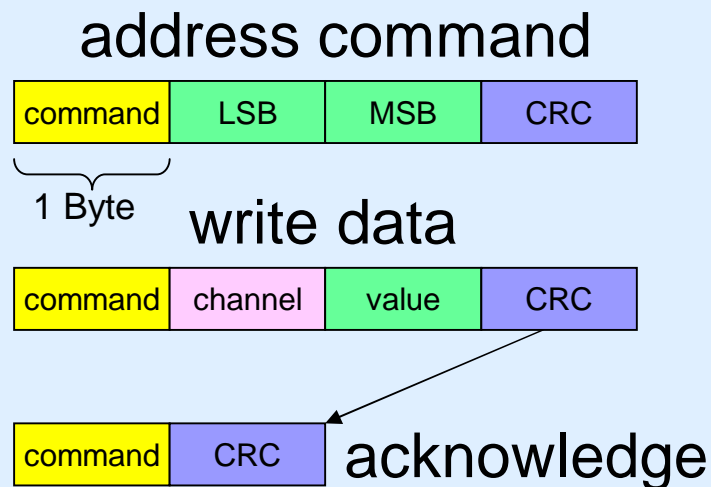 address command
command LSB MSB CRC
1 Byte
write data
command channel value CRC
command CRC acknowledge